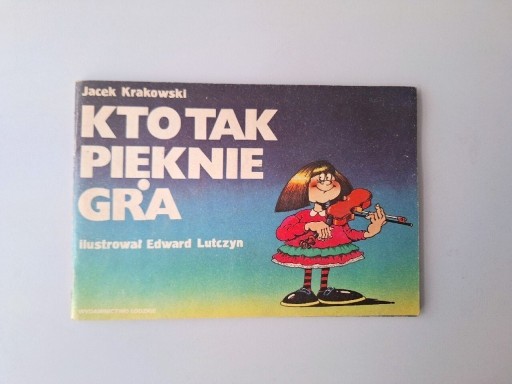 Jacek Krakowski
KTO TAK
PIĘKNIE
GRA
Ilustrował Edward Lutczyn